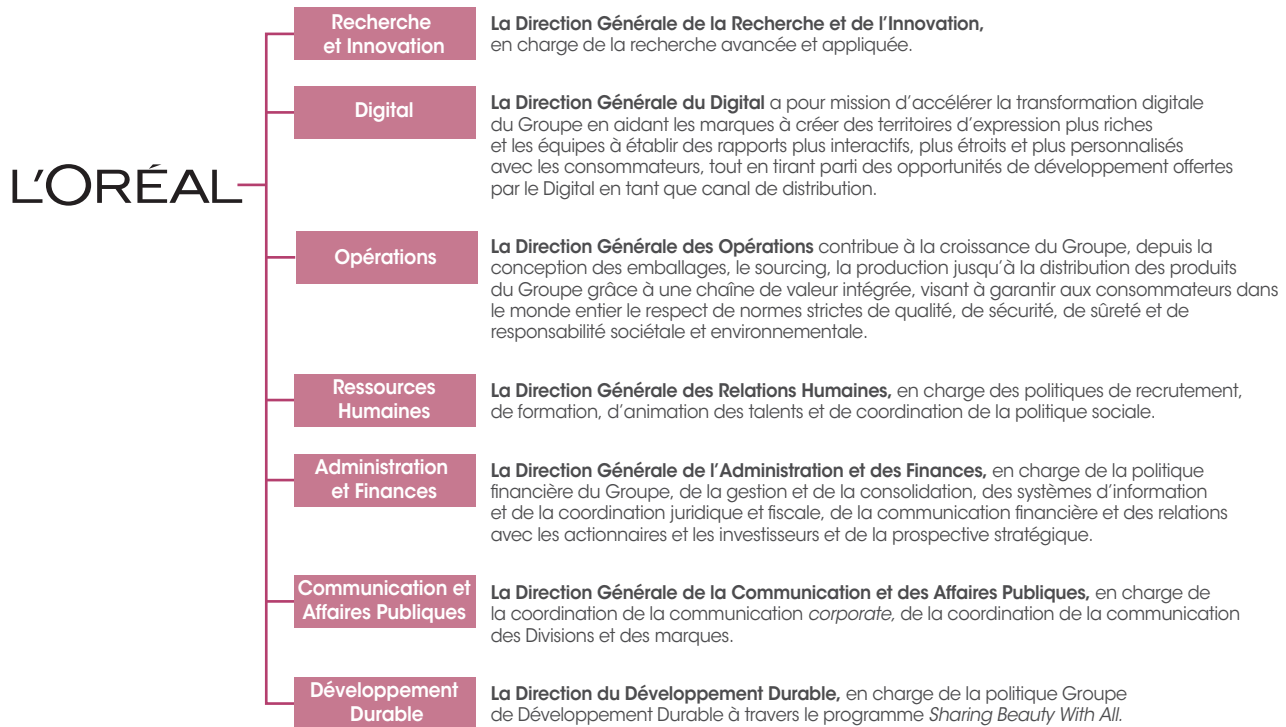 L'ORÉAL
Recherche
et Innovation
La Direction Générale de la Recherche et de l'Innovation,
en charge de la recherche avancée et appliquée.
Digital
La Direction Générale du Digital a pour mission d'accélérer la transformation digitale
du Groupe en aidant les marques à créer des territoires d'expression plus riches
et les équipes à établir des rapports plus interactifs, plus étroits et plus personnalisés
avec les consommateurs, tout en tirant parti des opportunités de développement offertes
par le Digital en tant que canal de distribution.
Opérations
La Direction Générale des Opérations contribue à la croissance du Groupe, depuis la
conception des emballages, le sourcing, la production jusqu'à la distribution des produits
du Groupe grâce à une chaîne de valeur intégrée, visant à garantir aux consommateurs dans
le monde entier le respect de normes strictes de qualité, de sécurité, de sûreté et de
responsabilité sociétale et environnementale.
Ressources
Humaines
La Direction Générale des Relations Humaines, en charge des politiques de recrutement,
de formation, d'animation des talents et de coordination de la politique sociale.
Administration
et Finances
La Direction Générale de l'Administration et des Finances, en charge de la politique
financière du Groupe, de la gestion et de la consolidation, des systèmes d'information
et de la coordination juridique et fiscale, de la communication financière et des relations
avec les actionnaires et les investisseurs et de la prospective stratégique.
Communication et
Affaires Publiques
La Direction Générale de la Communication et des Affaires Publiques, en charge de
la coordination de la communication corporate, de la coordination de la communication
des Divisions et des marques.
Développement
Durable
La Direction du Développement Durable, en charge de la politique Groupe
de Développement Durable à travers le programme Sharing Beauty With All.